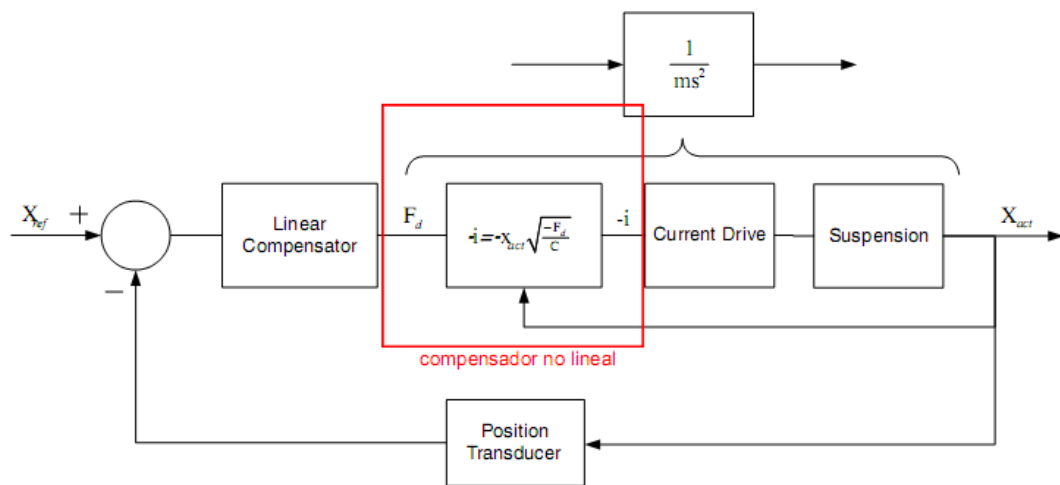 1
ms²
X_ref
+
−
Linear
Compensator
F_d
-i=-x_act√(-F_d/C)
-i
Current Drive
Suspension
X_act
compensador no lineal
Position
Transducer